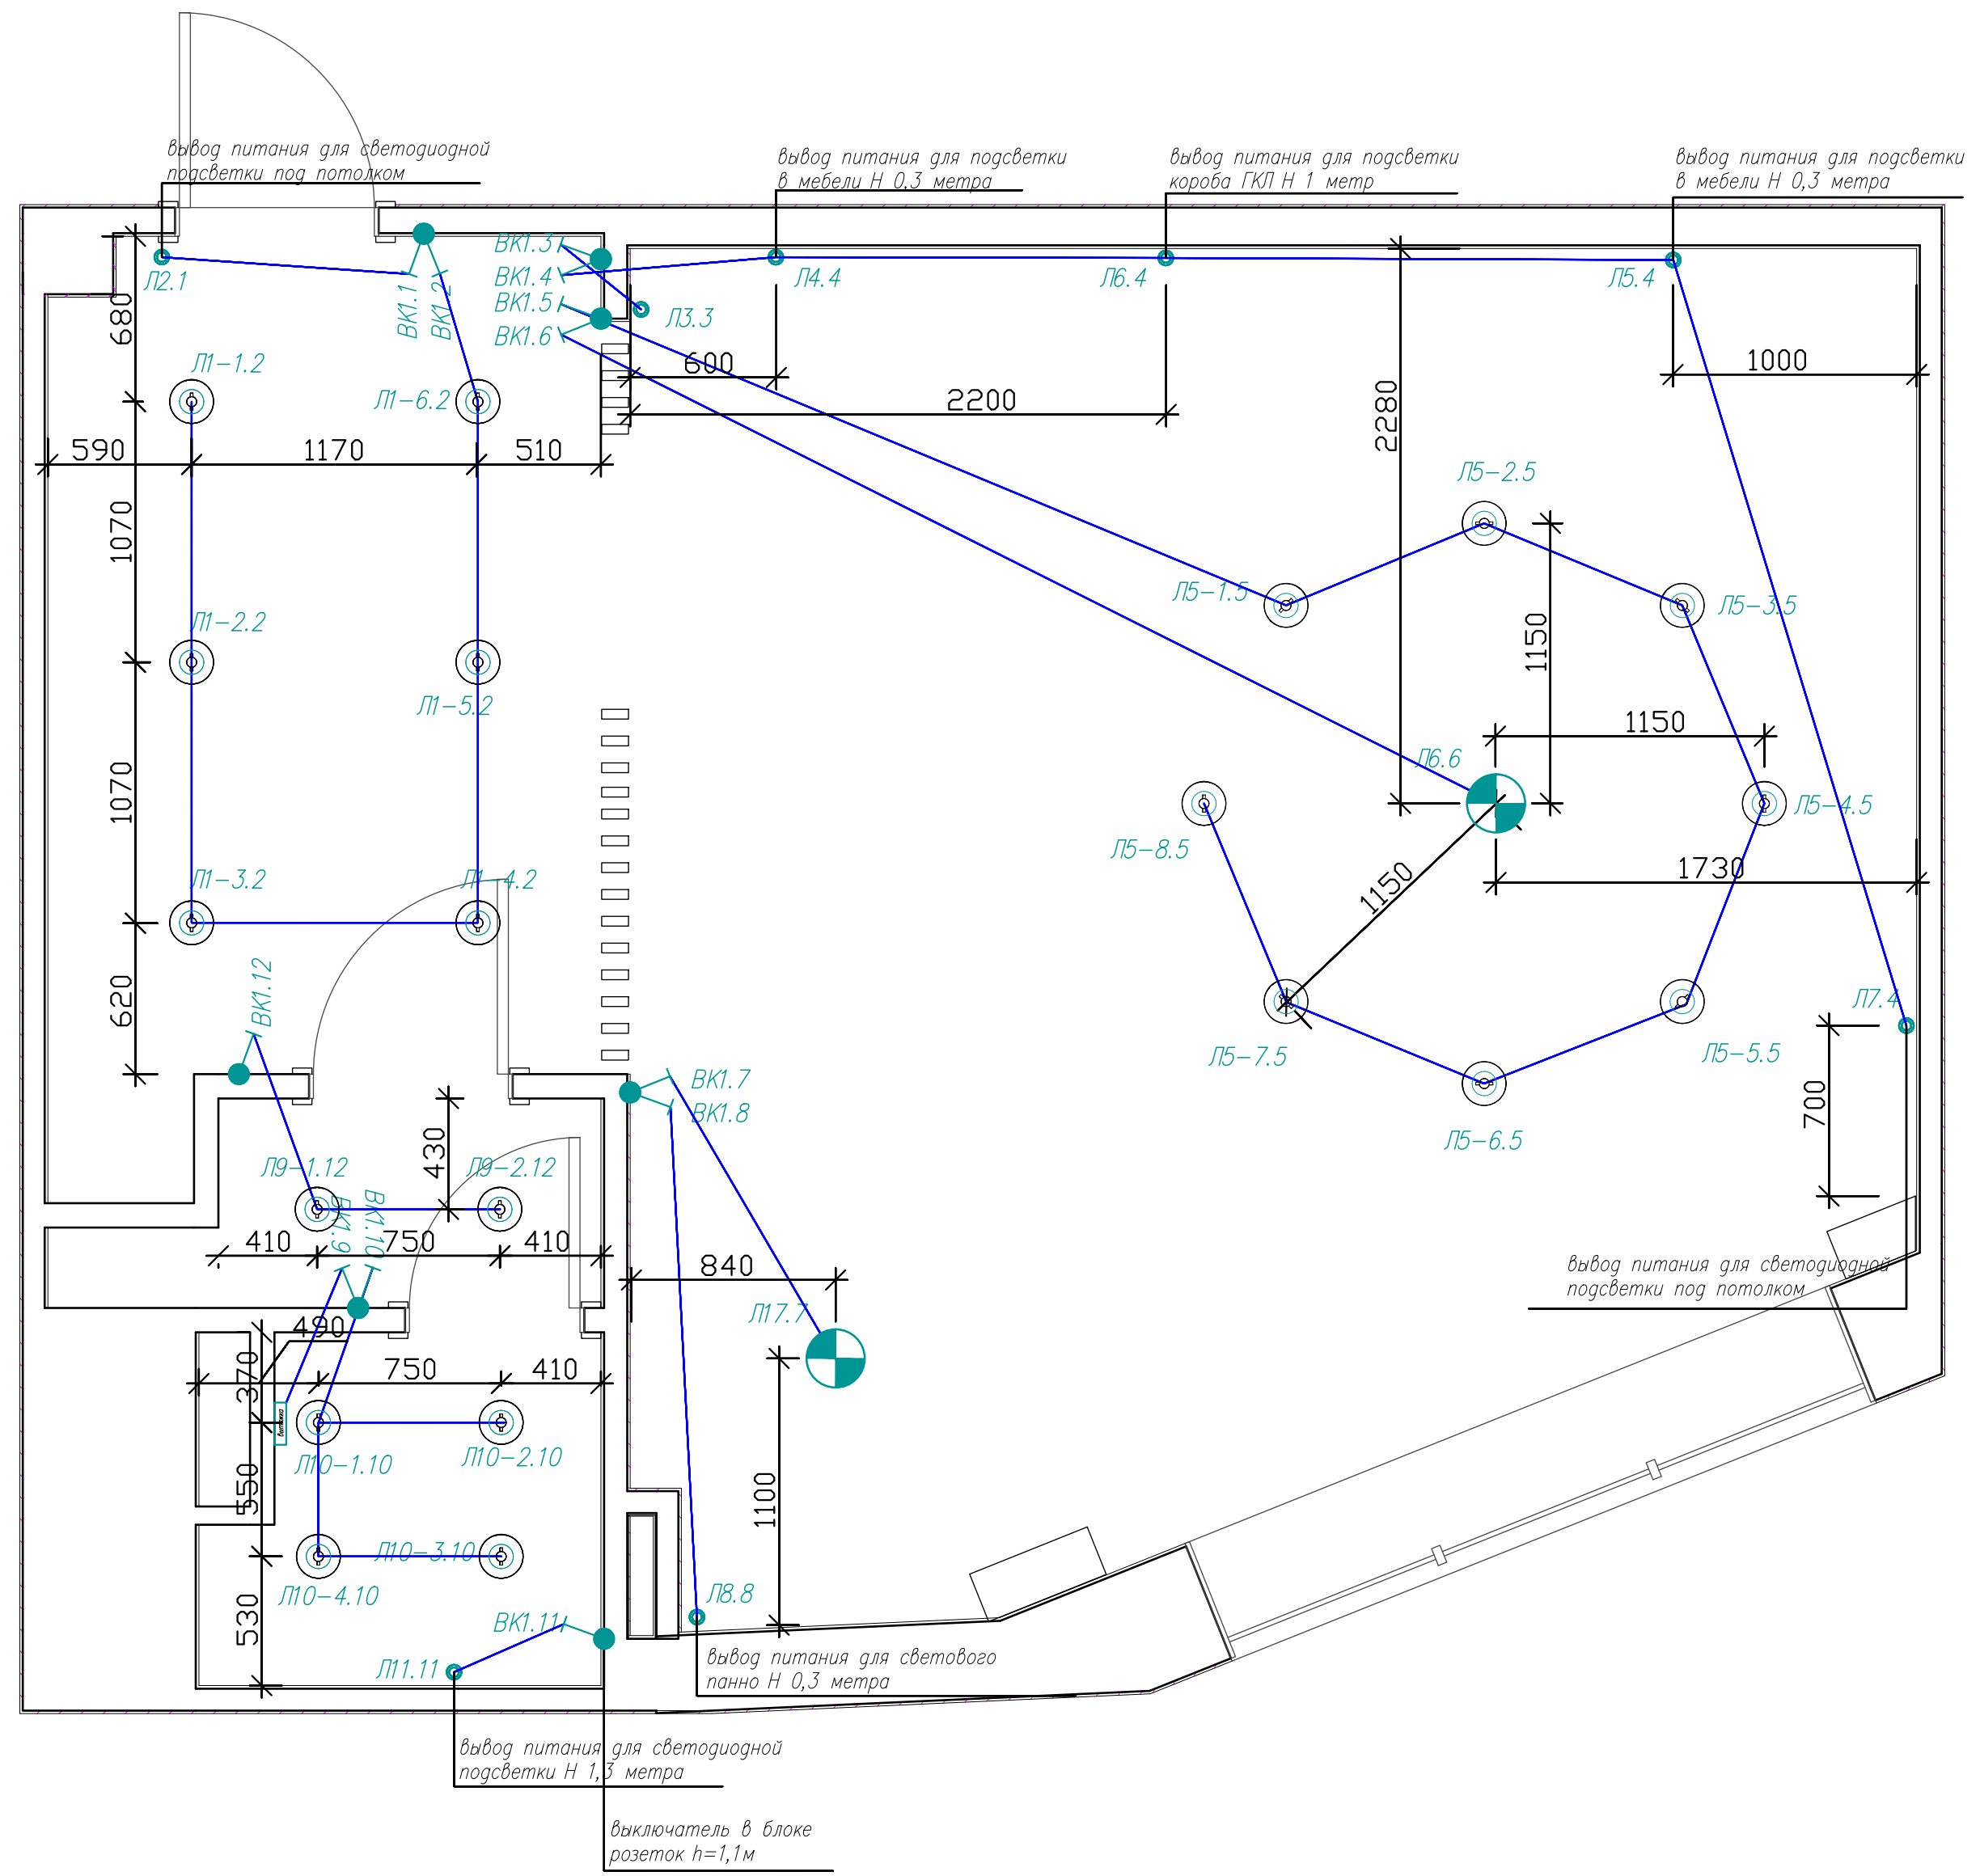 вывод питания для светодиодной
подсветки под потолком
вывод питания для подсветки
в мебели Н 0,3 метра
вывод питания для подсветки
короба ГКЛ Н 1 метр
вывод питания для подсветки
в мебели Н 0,3 метра
Л2.1
ВК1.1
ВК1.2
ВК1.3
ВК1.4
ВК1.5
ВК1.6
Л3.3
Л4.4
Л6.4
Л5.4
680
Л1-1.2
Л1-6.2
600
2200
1000
2280
590
1170
510
Л5-2.5
1070
Л5-1.5
Л5-3.5
Л1-2.2
Л1-5.2
1150
1150
Л6.6
1070
Л5-8.5
Л5-4.5
Л1-3.2
Л1-4.2
1150
1730
620
ВК1.12
Л7.4
Л5-7.5
Л5-5.5
ВК1.7
ВК1.8
700
Л5-6.5
430
Л9-1.12
Л9-2.12
ВК1.9
ВК1.10
410
750
410
840
вывод питания для светодиодной
подсветки под потолком
Л17.7
490
370
750
410
вытяжка
Л10-1.10
Л10-2.10
550
1100
Л10-3.10
Л10-4.10
530
ВК1.11
Л8.8
Л11.11
вывод питания для светового
панно Н 0,3 метра
вывод питания для светодиодной
подсветки Н 1,3 метра
выключатель в блоке
розеток h=1,1м